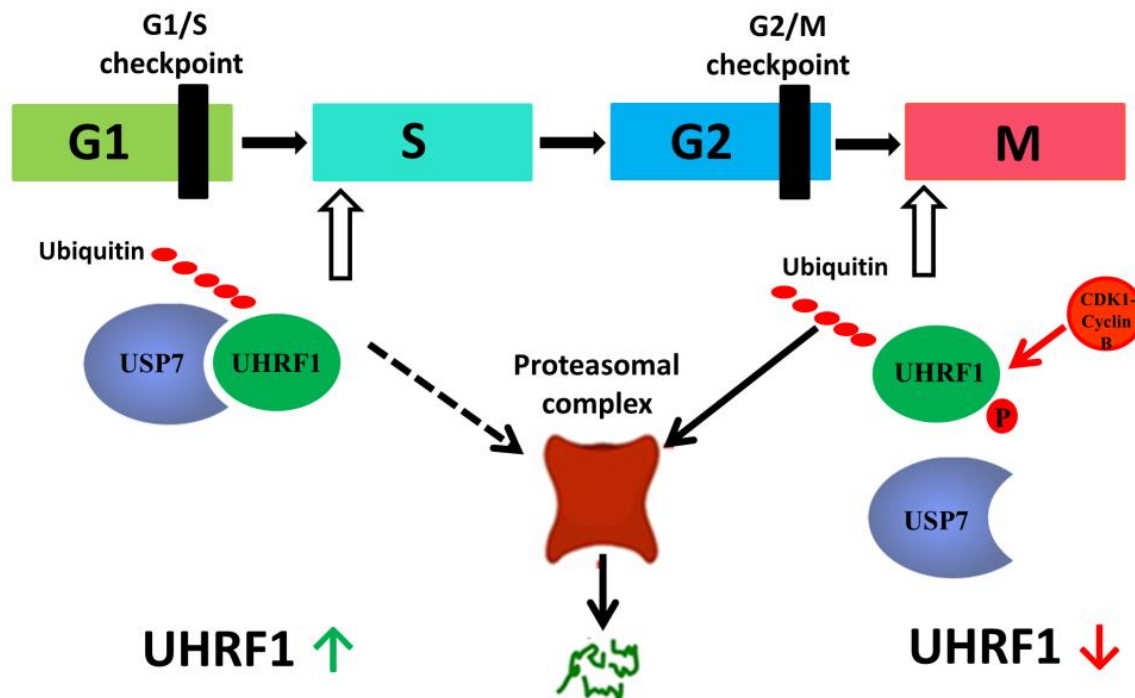 G1/S
checkpoint
G2/M
checkpoint
G1
S
G2
M
Ubiquitin
USP7
UHRF1
Proteasomal
complex
Ubiquitin
CDK1-
Cyclin
B
UHRF1
P
USP7
UHRF1 ↑
UHRF1 ↓